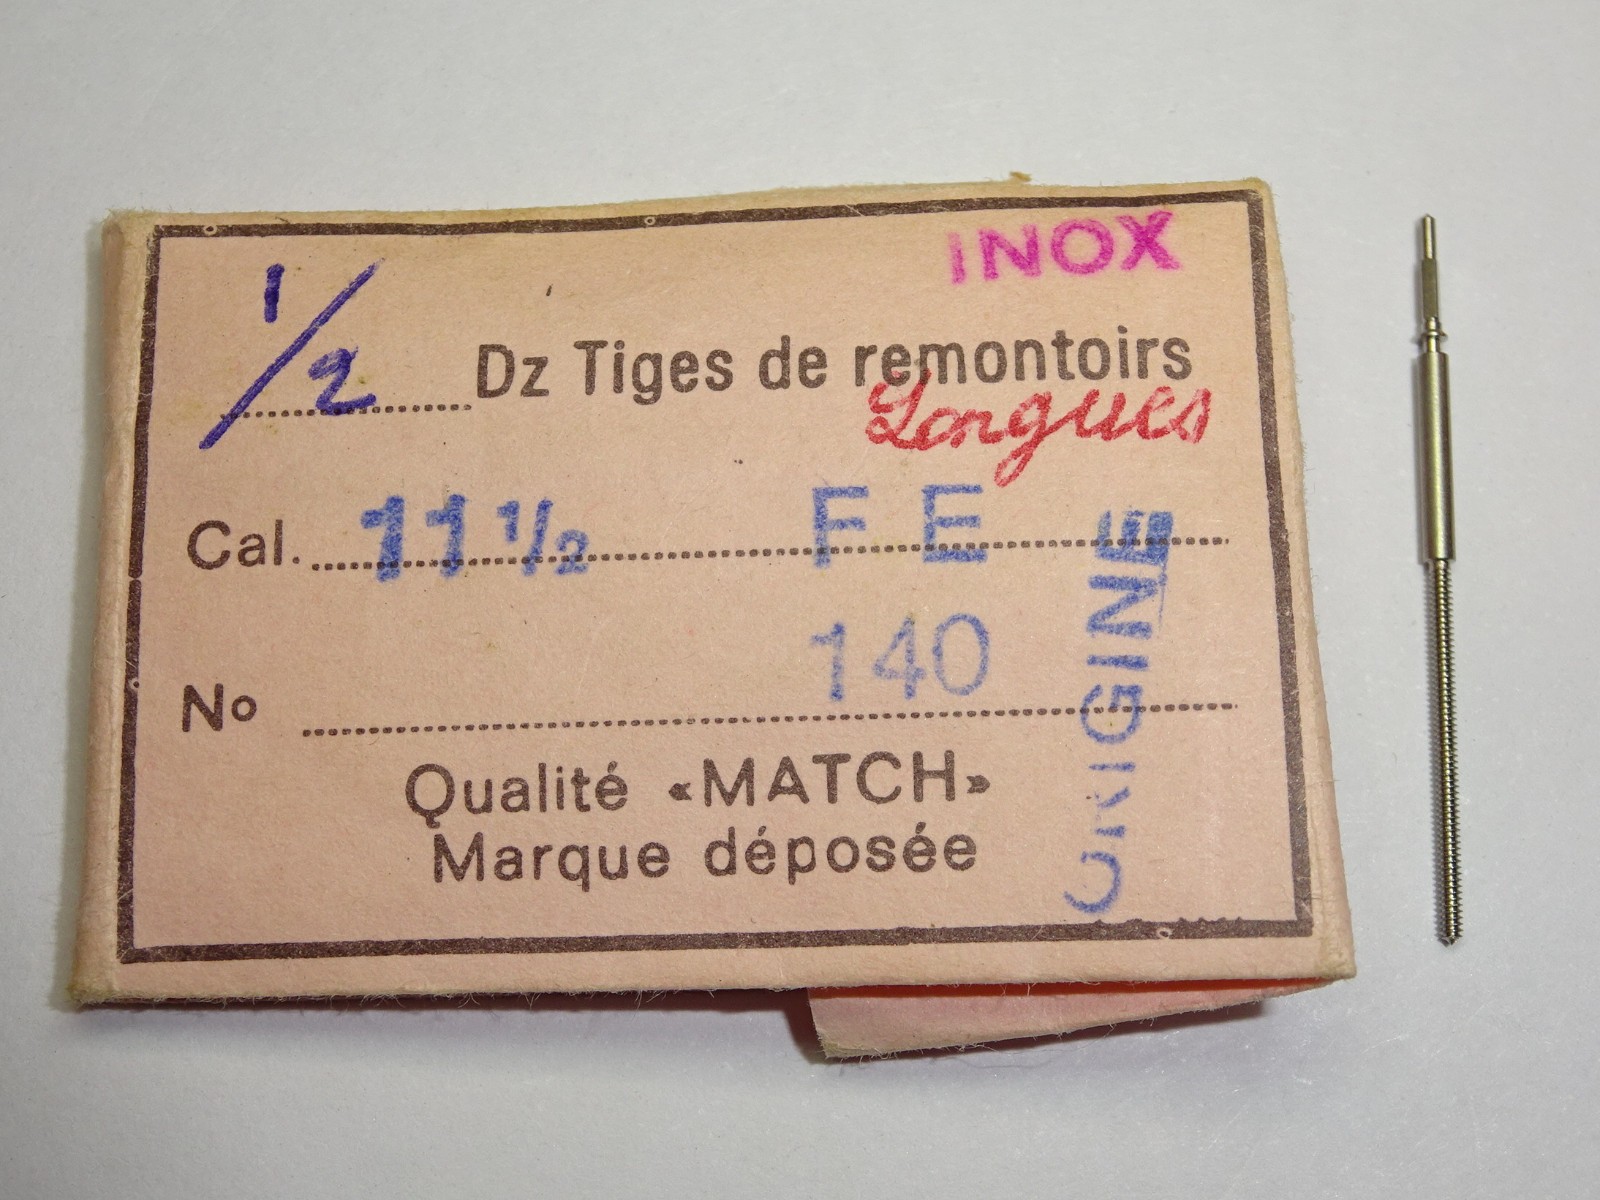 INOX
1/2 Dz Tiges de remontoirs
Longues
Cal. 11 1/2 FE
140
No
ORIGINE
Qualité «MATCH»
Marque déposée